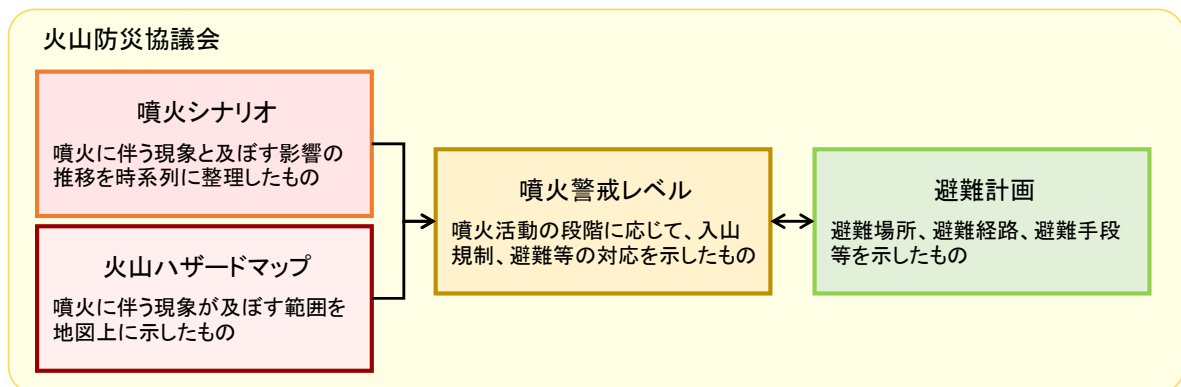 火山防災協議会
噴火シナリオ
噴火に伴う現象と及ぼす影響の
推移を時系列に整理したもの
火山ハザードマップ
噴火に伴う現象が及ぼす範囲を
地図上に示したもの
噴火警戒レベル
噴火活動の段階に応じて、入山
規制、避難等の対応を示したもの
避難計画
避難場所、避難経路、避難手段
等を示したもの